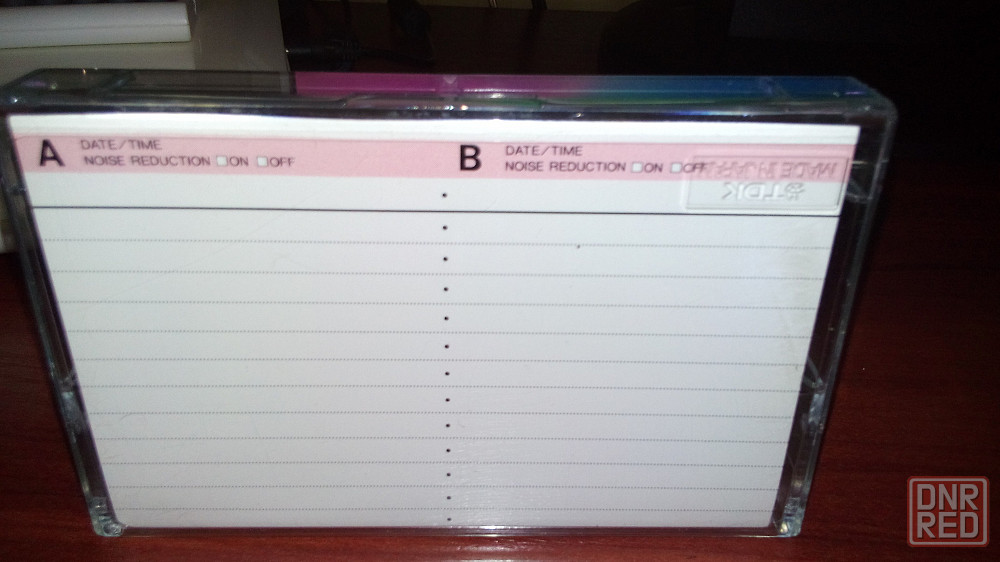 A DATE/TIME
NOISE REDUCTION □ON □OFF
B DATE/TIME
NOISE REDUCTION □ON □OFF
MADE IN JAPAN
TDK
DNR
RED